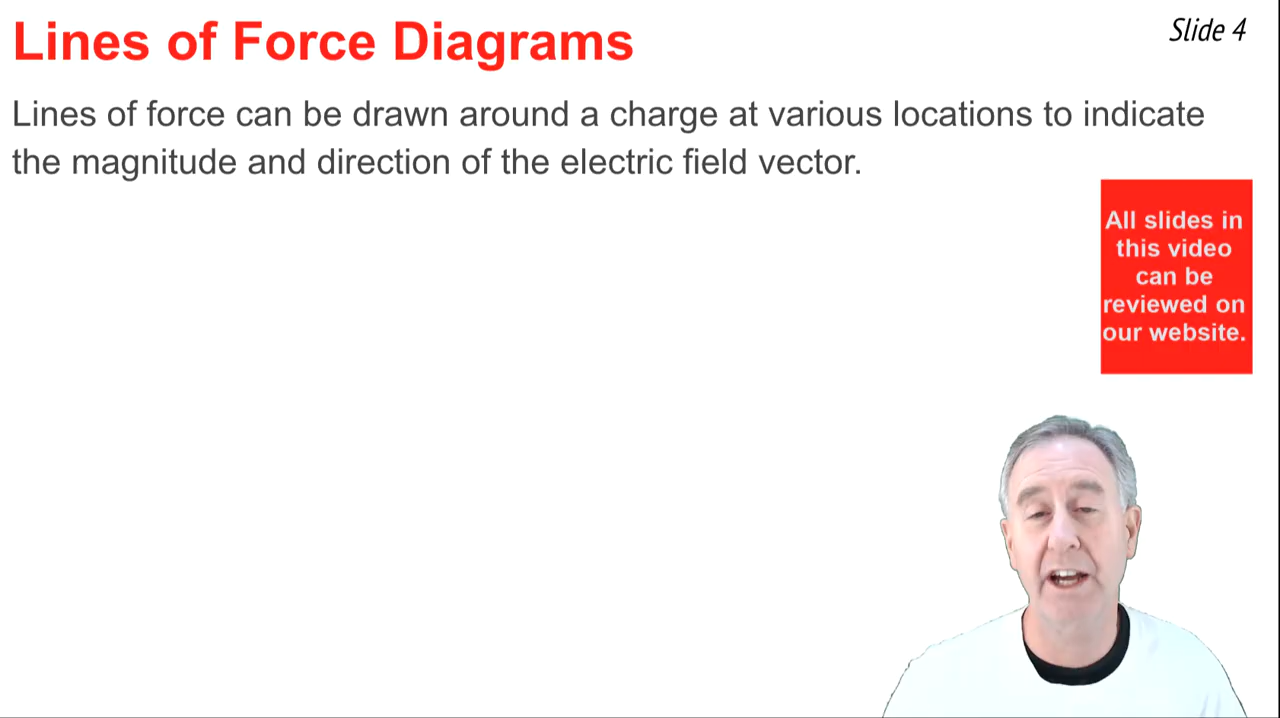 Lines of Force Diagrams
Slide 4
Lines of force can be drawn around a charge at various locations to indicate
the magnitude and direction of the electric field vector.
All slides in
this video
can be
reviewed on
our website.